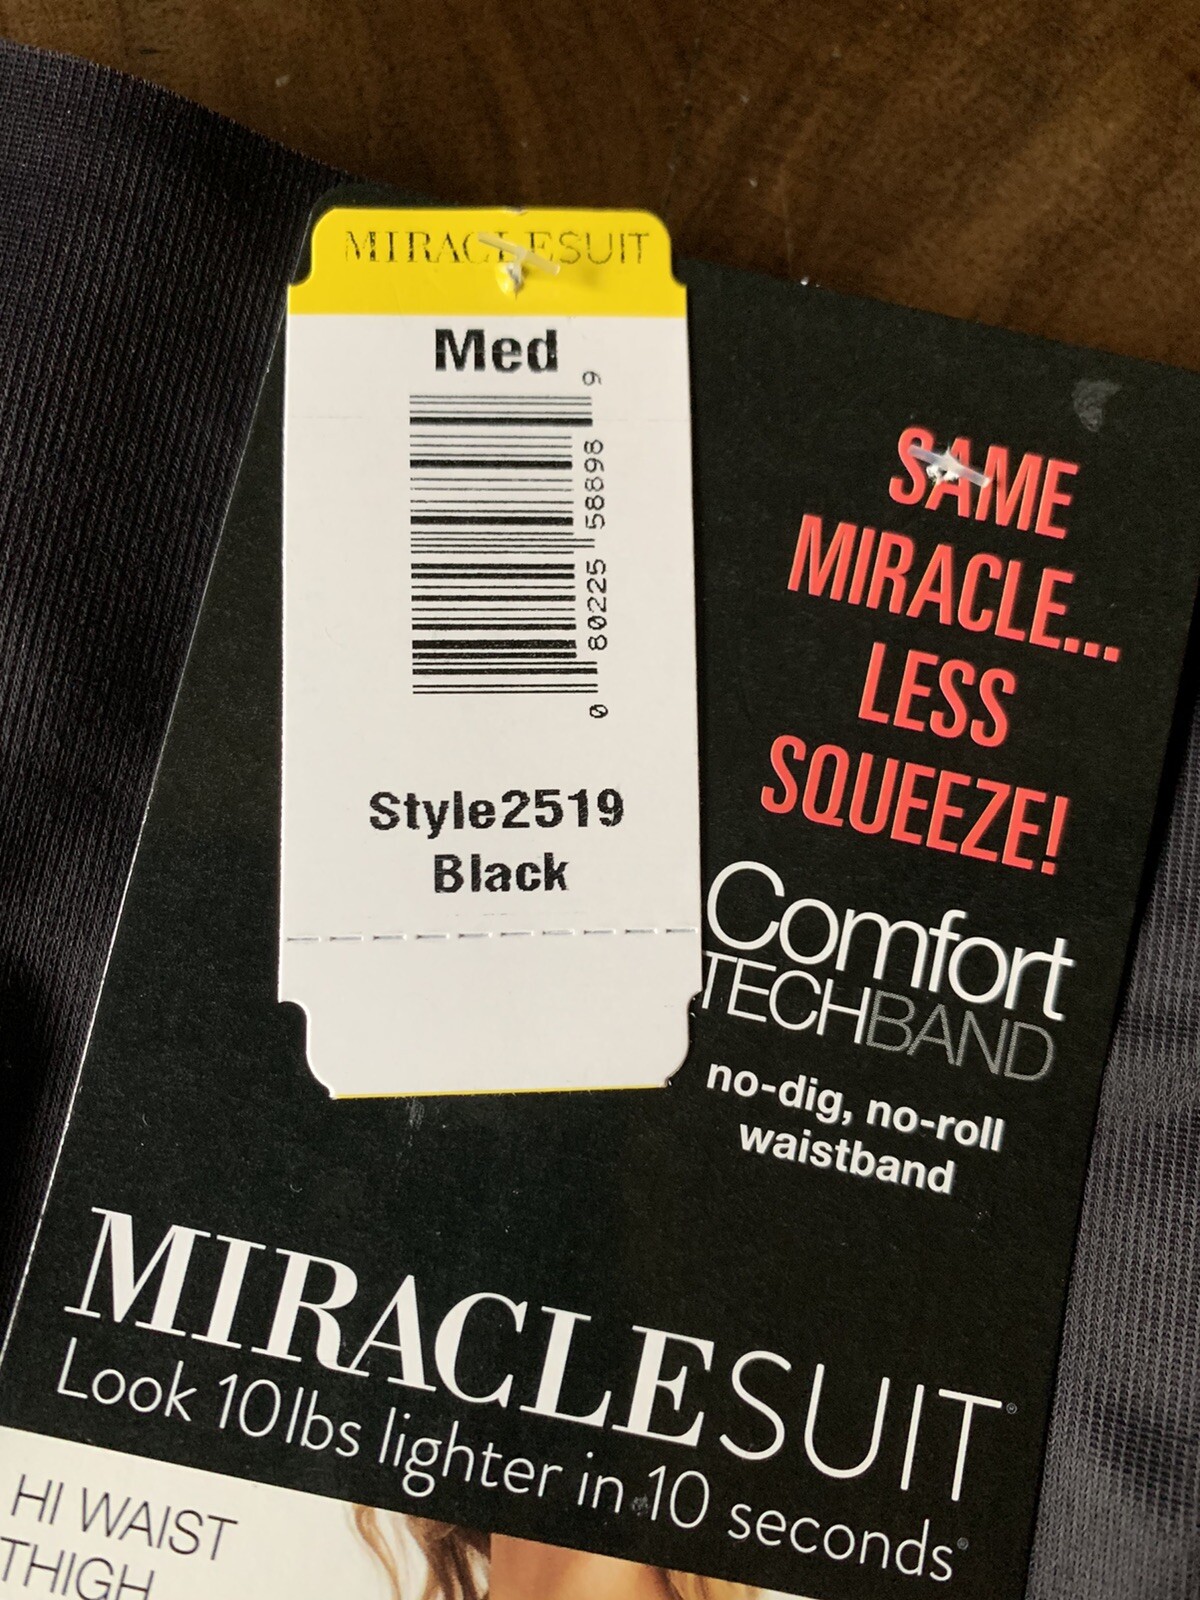 MIRACLESUIT
Med
0 80225 58898 9
Style2519
Black
SAME
MIRACLE...
LESS
SQUEEZE!
Comfort
TECHBAND
no-dig, no-roll
waistband
MIRACLESUIT®
Look 10lbs lighter in 10 seconds®
HI WAIST
THIGH